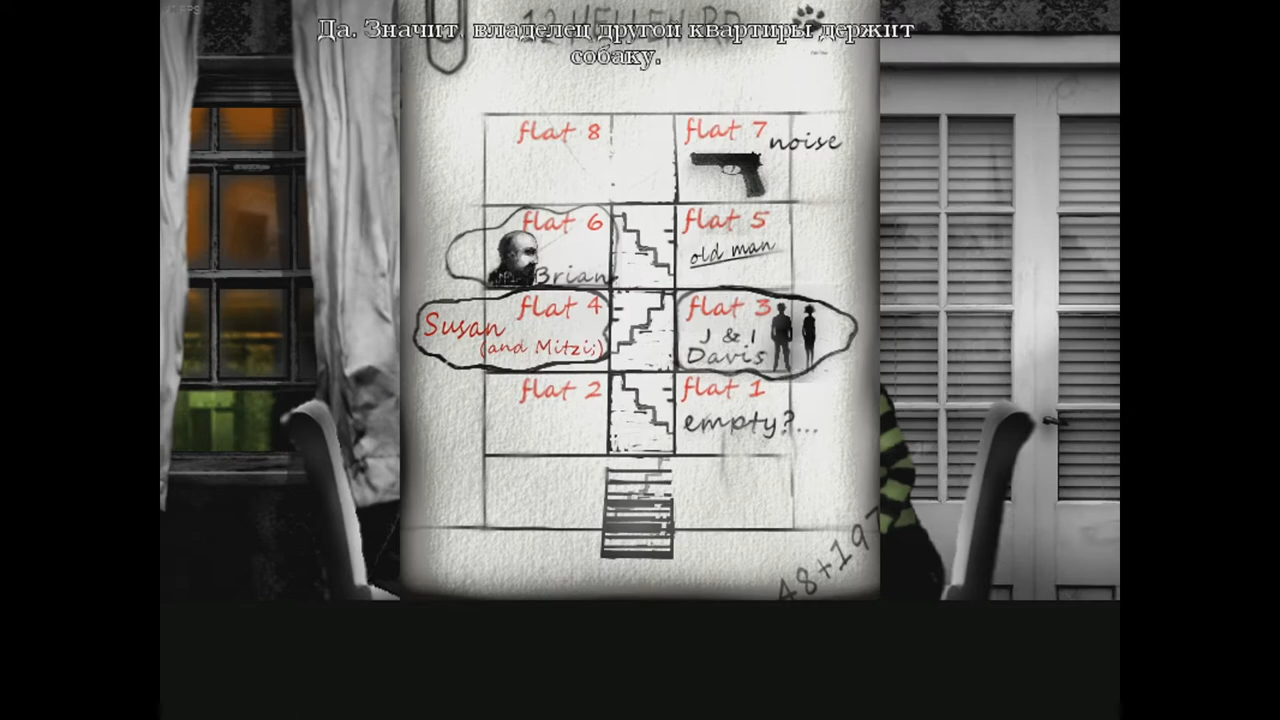 Да. Значит, владелец другой квартиры держит
собаку.
flat 8
flat 7
noise
flat 6
flat 5
Brian
old man
flat 4
flat 3
Susan
(and Mitzi;)
J & I
Davis
flat 2
flat 1
empty?...
48+197